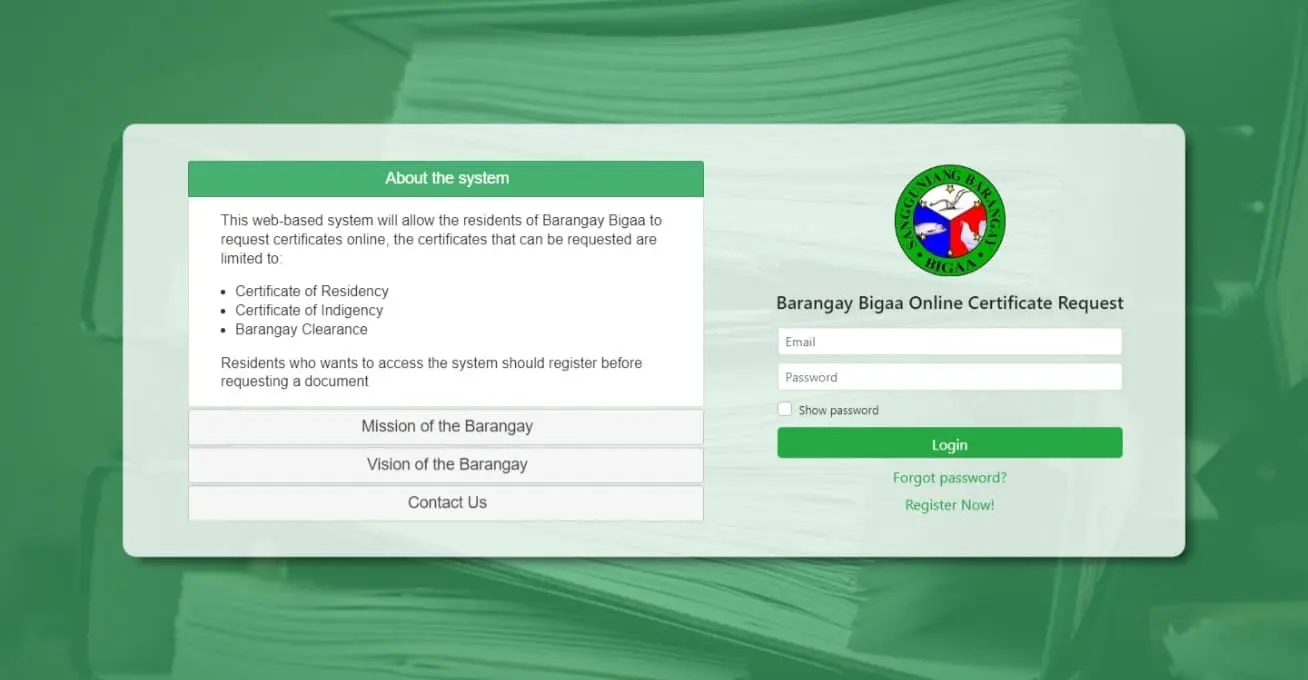 About the system
This web-based system will allow the residents of Barangay Bigaa to
request certificates online, the certificates that can be requested are
limited to:
Certificate of Residency
Certificate of Indigency
Barangay Clearance
Residents who wants to access the system should register before
requesting a document
Mission of the Barangay
Vision of the Barangay
Contact Us
SANGGUNIANG BARANGAY
BIGAA
Barangay Bigaa Online Certificate Request
Email
Password
Show password
Login
Forgot password?
Register Now!